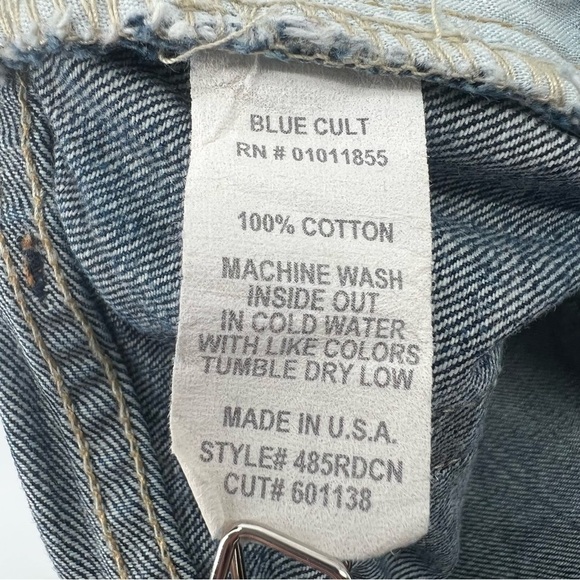 BLUE CULT
RN # 01011855
100% COTTON
MACHINE WASH
INSIDE OUT
IN COLD WATER
WITH LIKE COLORS
TUMBLE DRY LOW
MADE IN U.S.A.
STYLE# 485RDCN
CUT# 601138